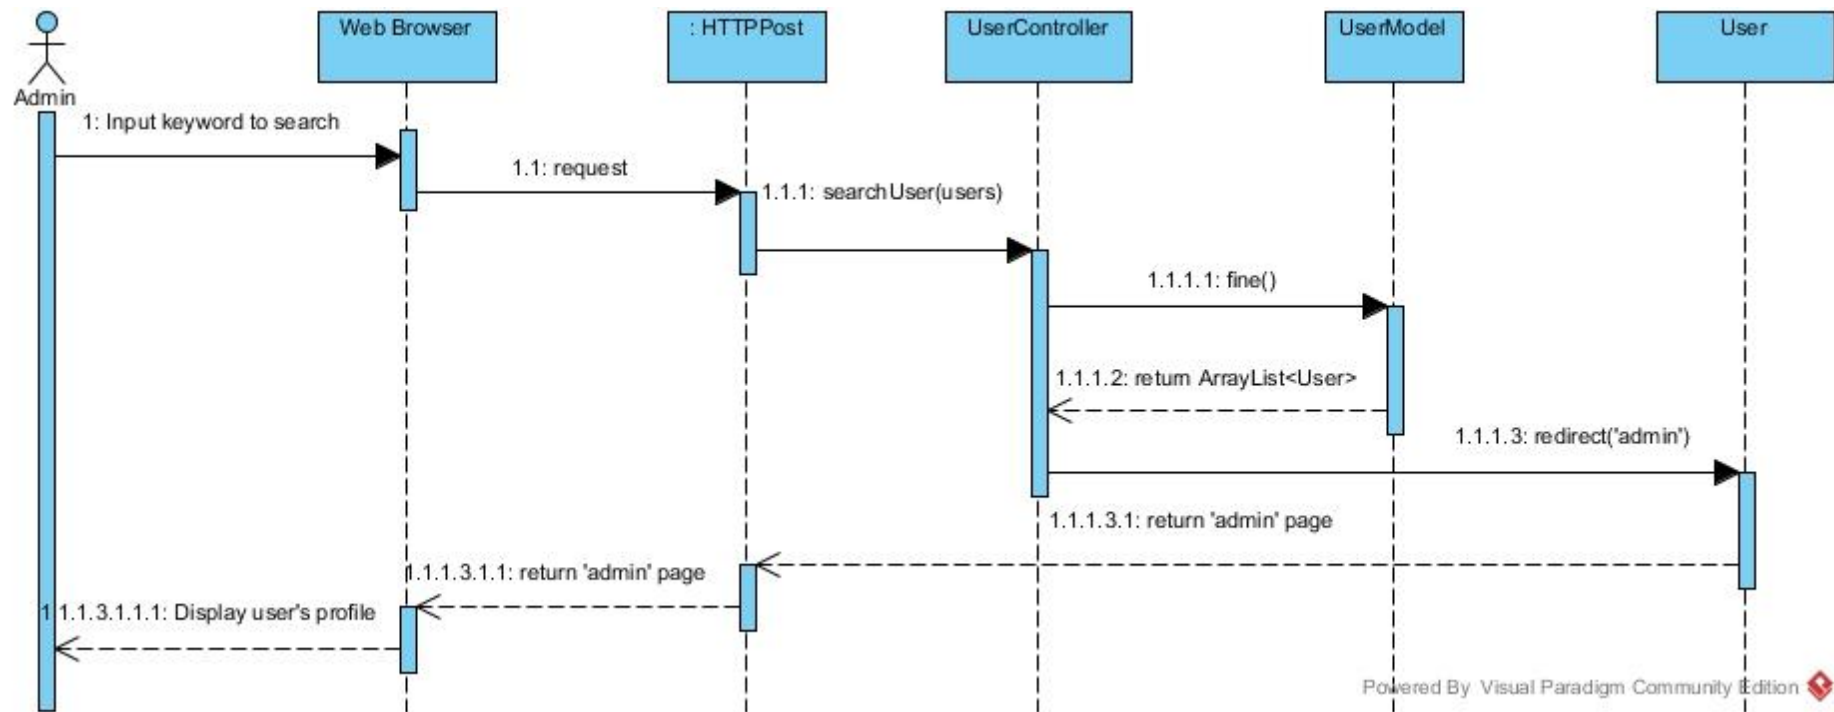 Web Browser
: HTTPPost
UserController
UserModel
User
Admin
1: Input keyword to search
1.1: request
1.1.1: searchUser(users)
1.1.1.1: fine()
1.1.1.2: return ArrayList<User>
1.1.1.3: redirect('admin')
1.1.1.3.1: return 'admin' page
1.1.1.3.1.1: return 'admin' page
1.1.1.3.1.1.1: Display user's profile
Powered By Visual Paradigm Community Edition